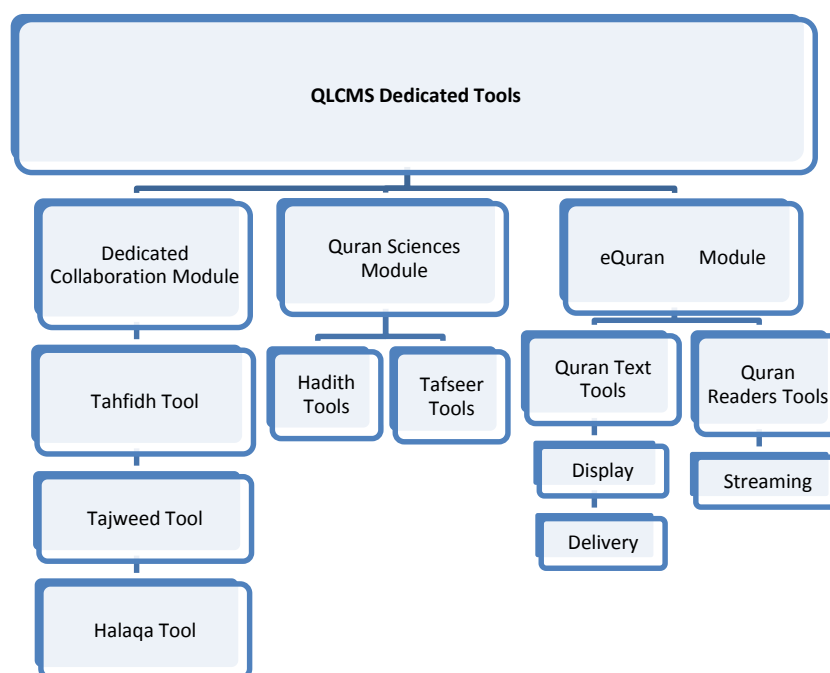 QLCMS Dedicated Tools
Dedicated
Collaboration Module
Quran Sciences
Module
eQuran Module
Tahfidh Tool
Hadith
Tools
Tafseer
Tools
Quran Text
Tools
Quran
Readers Tools
Display
Streaming
Tajweed Tool
Delivery
Halaqa Tool